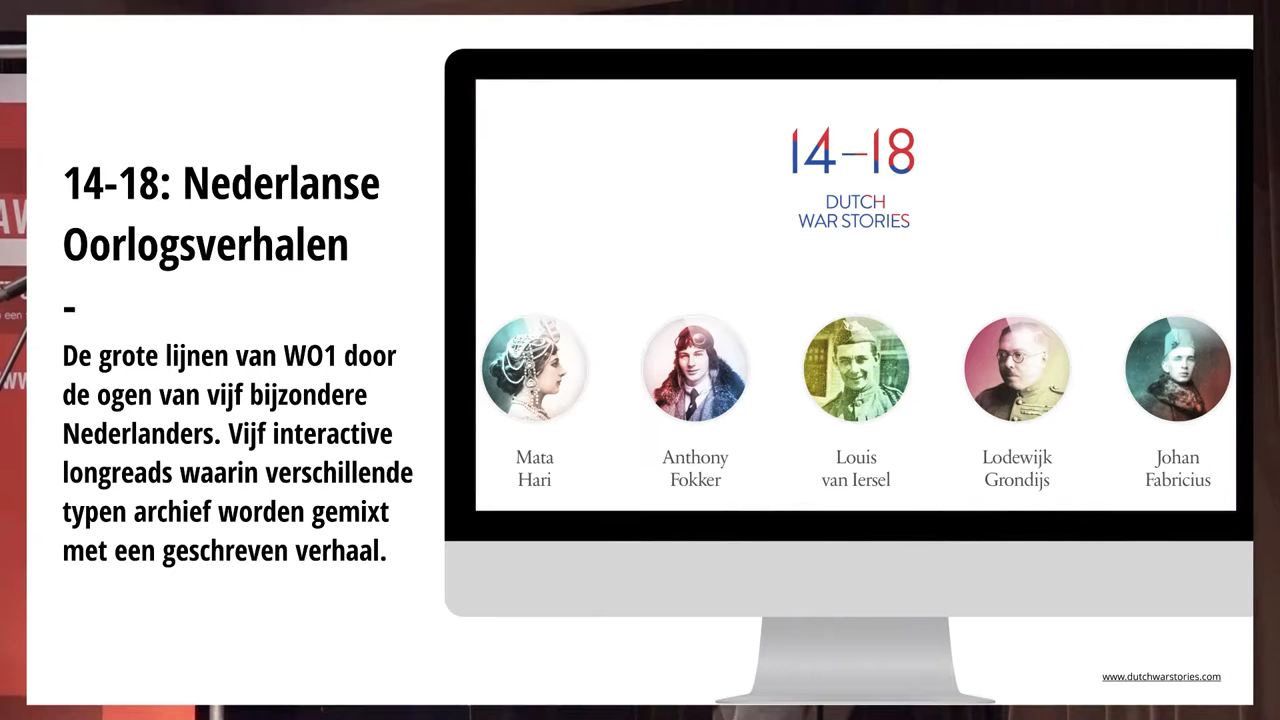 14-18: Nederlanse
Oorlogsverhalen
-
De grote lijnen van WO1 door
de ogen van vijf bijzondere
Nederlanders. Vijf interactive
longreads waarin verschillende
typen archief worden gemixt
met een geschreven verhaal.
14–18
DUTCH
WAR STORIES
Mata
Hari
Anthony
Fokker
Louis
van Iersel
Lodewijk
Grondijs
Johan
Fabricius
www.dutchwarstories.com